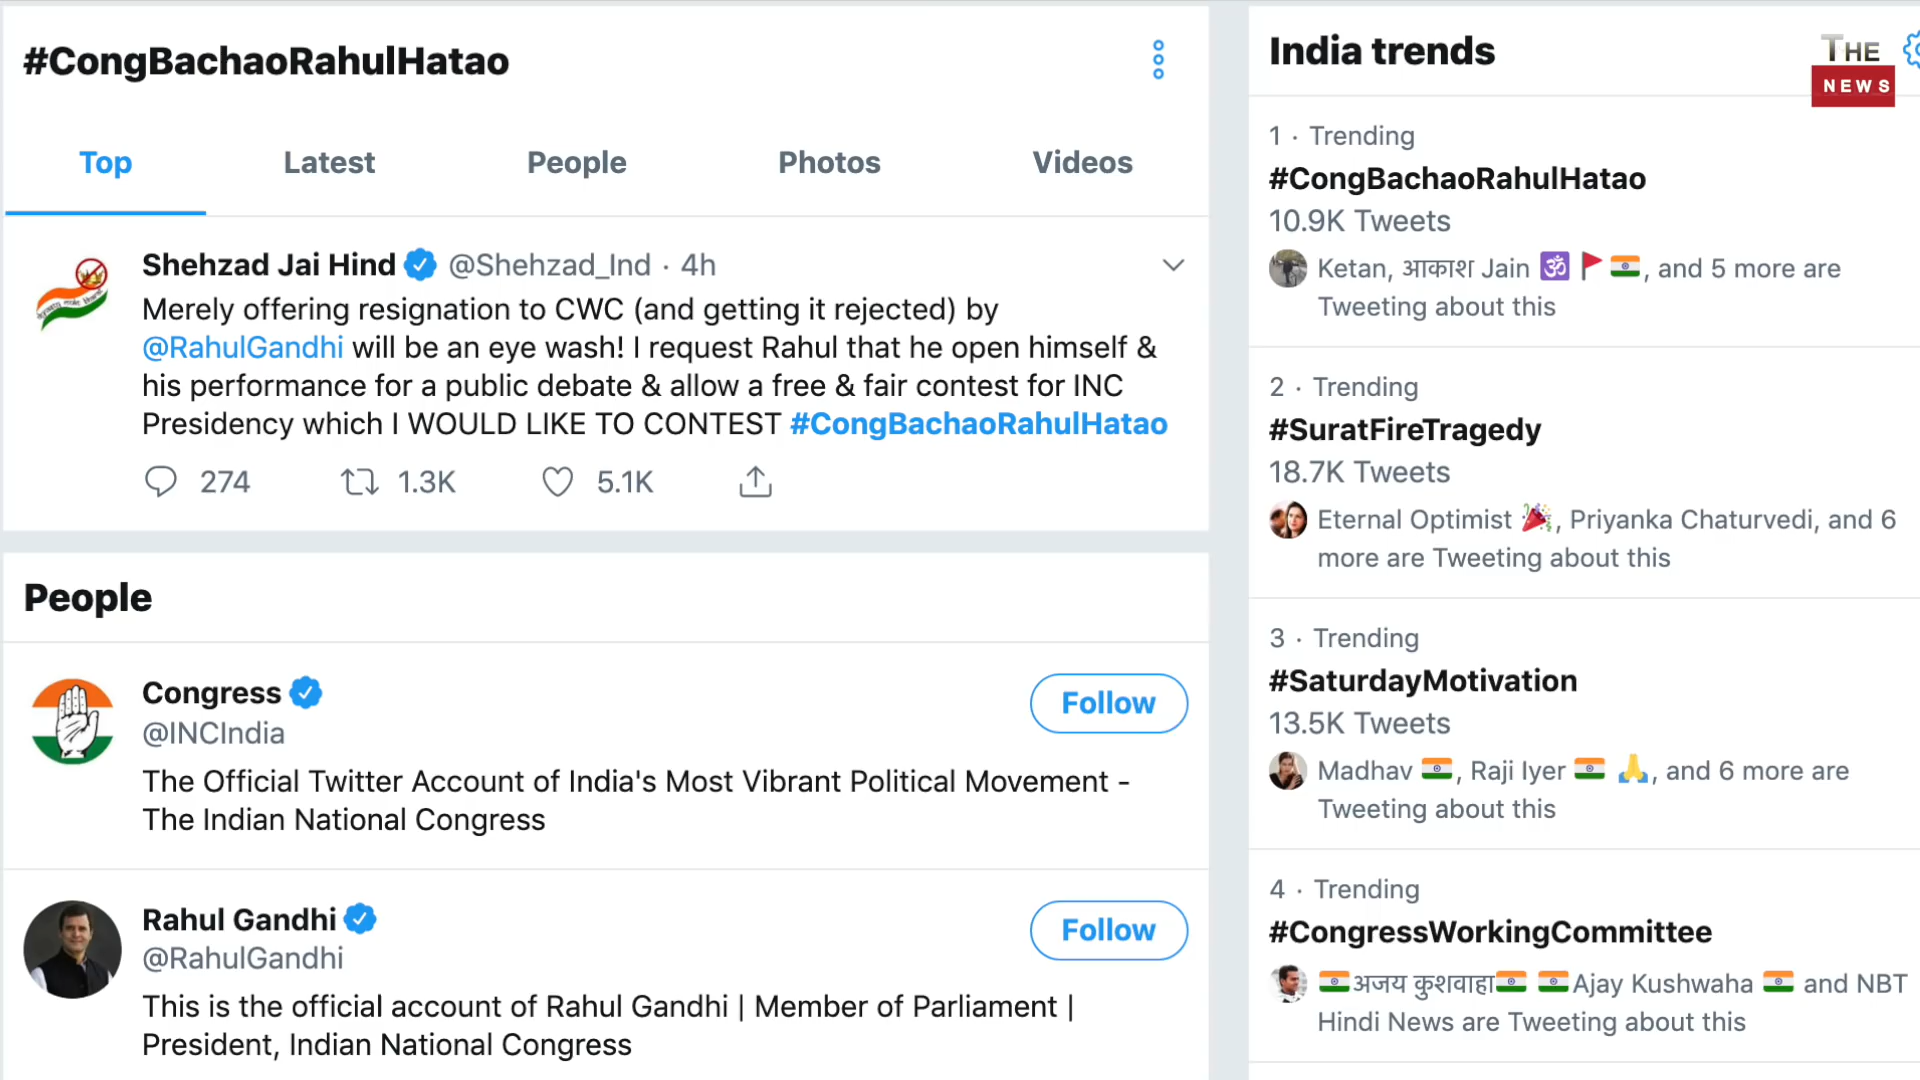 #CongBachaoRahulHatao
Top
Latest
People
Photos
Videos
Shehzad Jai Hind @Shehzad_Ind · 4h
Merely offering resignation to CWC (and getting it rejected) by
@RahulGandhi will be an eye wash! I request Rahul that he open himself &
his performance for a public debate & allow a free & fair contest for INC
Presidency which I WOULD LIKE TO CONTEST #CongBachaoRahulHatao
274
1.3K
5.1K
People
Congress
@INCIndia
Follow
The Official Twitter Account of India's Most Vibrant Political Movement -
The Indian National Congress
Rahul Gandhi
@RahulGandhi
Follow
This is the official account of Rahul Gandhi | Member of Parliament |
President, Indian National Congress
India trends
THE
NEWS
1 · Trending
#CongBachaoRahulHatao
10.9K Tweets
Ketan, आकाश Jain 🕉️🚩🇮🇳, and 5 more are
Tweeting about this
2 · Trending
#SuratFireTragedy
18.7K Tweets
Eternal Optimist 🎉, Priyanka Chaturvedi, and 6
more are Tweeting about this
3 · Trending
#SaturdayMotivation
13.5K Tweets
Madhav 🇮🇳, Raji Iyer 🇮🇳 🙏, and 6 more are
Tweeting about this
4 · Trending
#CongressWorkingCommittee
🇮🇳अजय कुशवाहा🇮🇳 🇮🇳Ajay Kushwaha 🇮🇳 and NBT
Hindi News are Tweeting about this